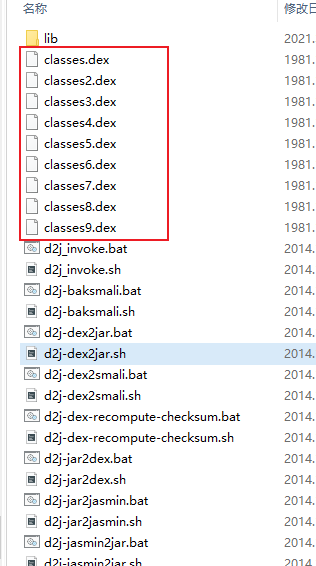 名称 修改日
lib 2021.
classes.dex 1981.
classes2.dex 1981.
classes3.dex 1981.
classes4.dex 1981.
classes5.dex 1981.
classes6.dex 1981.
classes7.dex 1981.
classes8.dex 1981.
classes9.dex 1981.
d2j_invoke.bat 2014.
d2j_invoke.sh 2014.
d2j-baksmali.bat 2014.
d2j-baksmali.sh 2014.
d2j-dex2jar.bat 2014.
d2j-dex2jar.sh 2014.
d2j-dex2smali.bat 2014.
d2j-dex2smali.sh 2014.
d2j-dex-recompute-checksum.bat 2014.
d2j-dex-recompute-checksum.sh 2014.
d2j-jar2dex.bat 2014.
d2j-jar2dex.sh 2014.
d2j-jar2jasmin.bat 2014.
d2j-jar2jasmin.sh 2014.
d2j-jasmin2jar.bat 2014.
d2j-jasmin2jar.sh 2014.